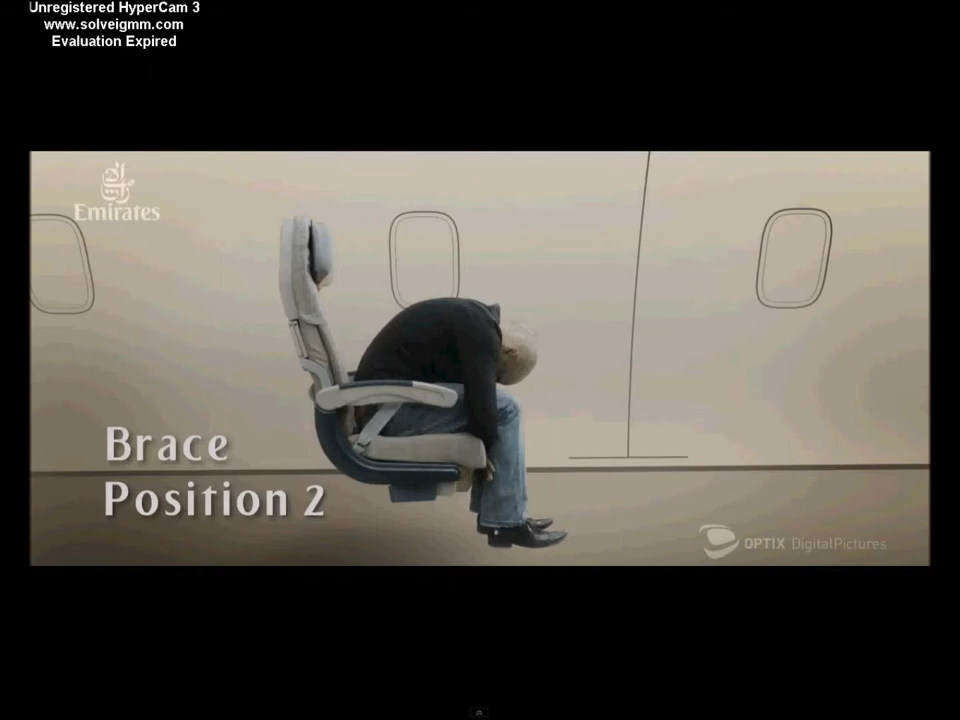 Unregistered HyperCam 3
www.solveigmm.com
Evaluation Expired
Emirates
Brace
Position 2
OPTIX DigitalPictures